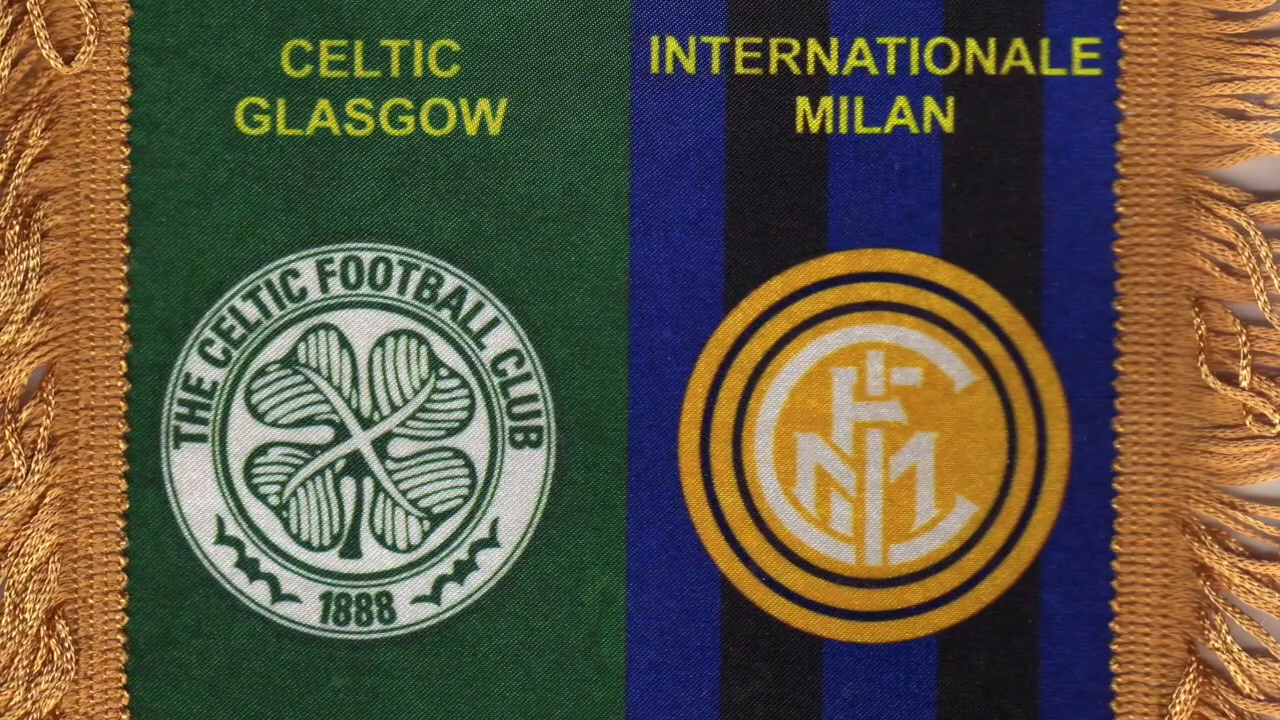 CELTIC
GLASGOW
INTERNATIONALE
MILAN
THE CELTIC FOOTBALL CLUB
1888
FCIM